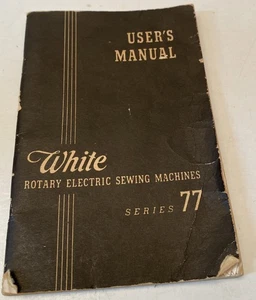 USER'S
MANUAL
White
ROTARY ELECTRIC SEWING MACHINES
SERIES 77